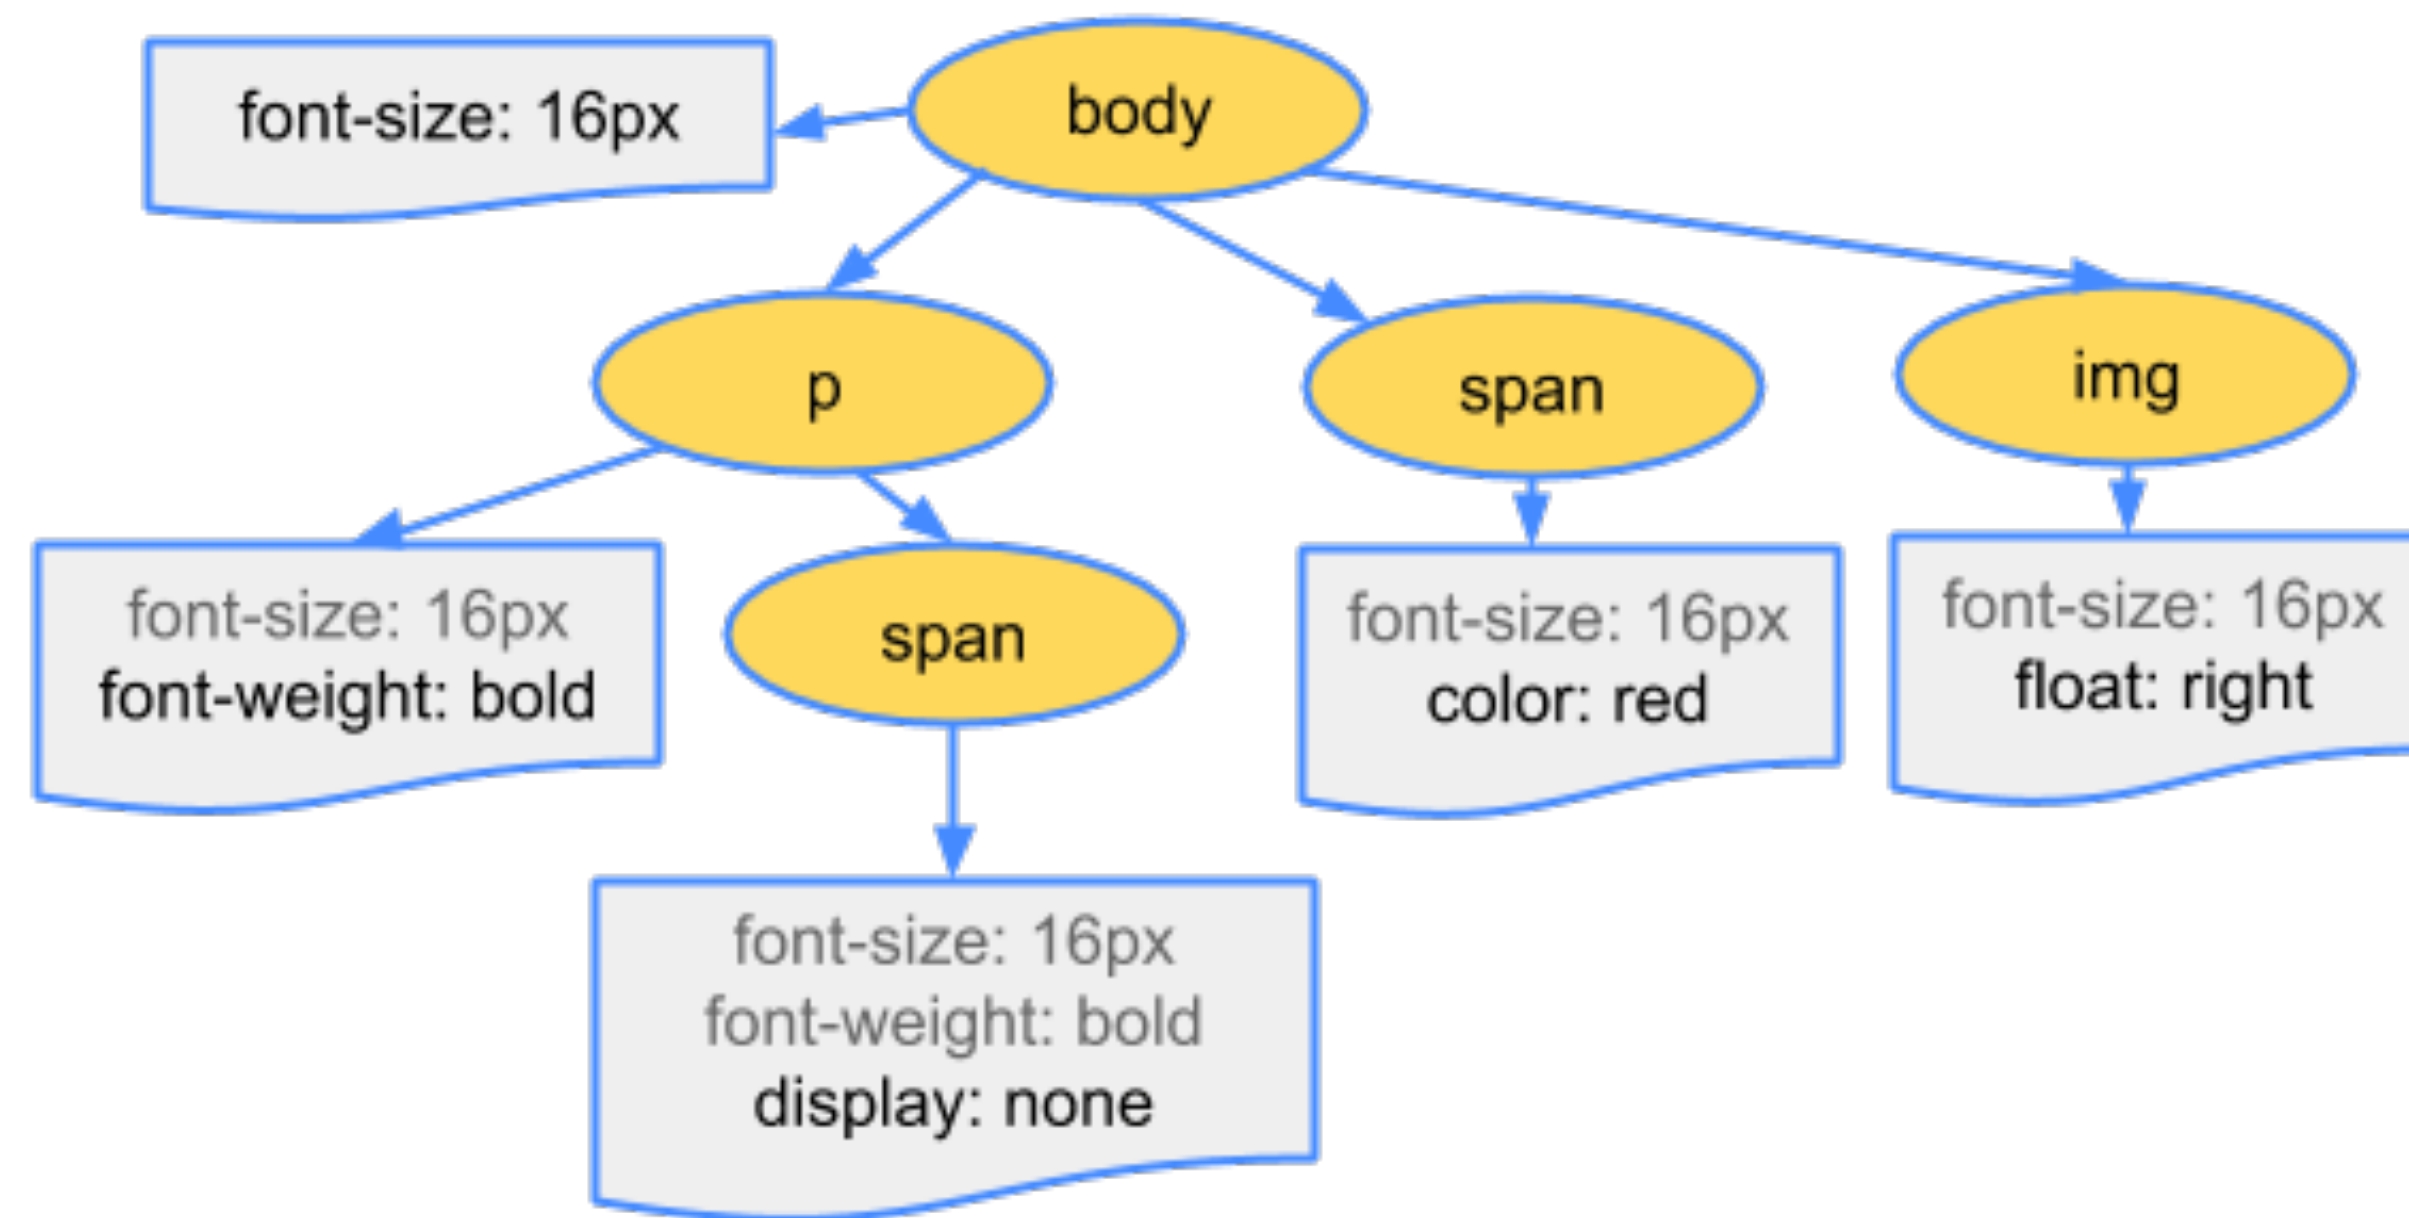 font-size: 16px
body
p
span
img
font-size: 16px
font-weight: bold
span
font-size: 16px
color: red
font-size: 16px
float: right
font-size: 16px
font-weight: bold
display: none